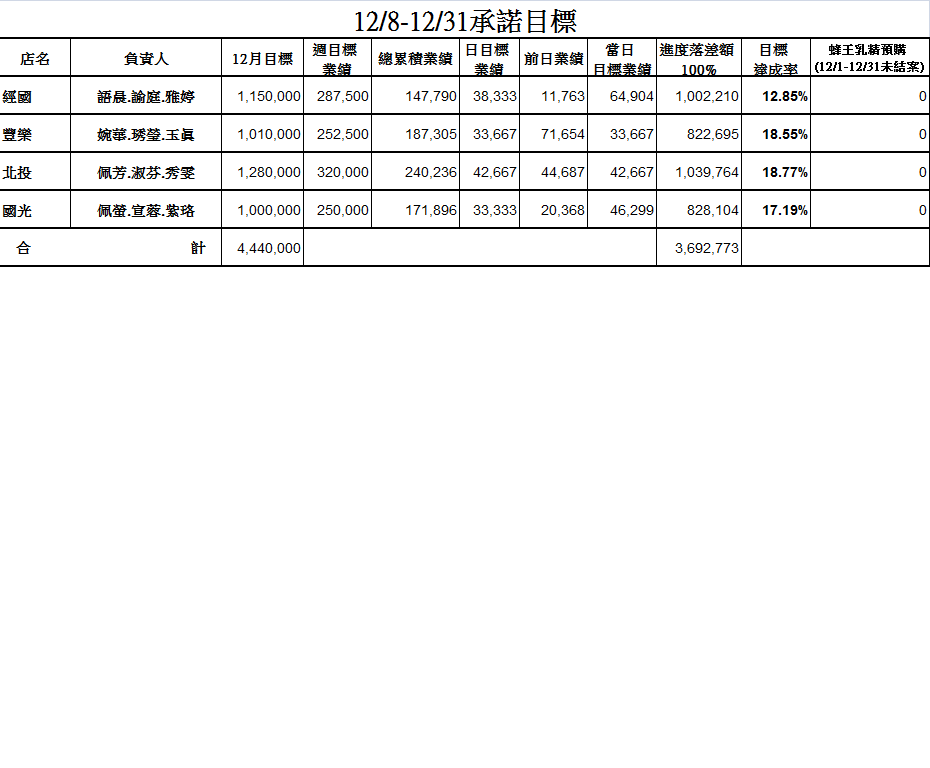 12/8-12/31承諾目標
店名 負責人 12月目標 週目標業績 總累積業績 日目標業績 前日業績 當日目標業績 進度落差額100% 目標達成率 蜂王乳精預購(12/1-12/31未結案)
經國 語晨.諭庭.雅婷 1,150,000 287,500 147,790 38,333 11,763 64,904 1,002,210 12.85% 0
豐樂 婉華.琇瑩.玉真 1,010,000 252,500 187,305 33,667 71,654 33,667 822,695 18.55% 0
北投 佩芳.淑芬.秀雯 1,280,000 320,000 240,236 42,667 44,687 42,667 1,039,764 18.77% 0
國光 佩螢.宣蓉.紫珞 1,000,000 250,000 171,896 33,333 20,368 46,299 828,104 17.19% 0
合 計 4,440,000 3,692,773